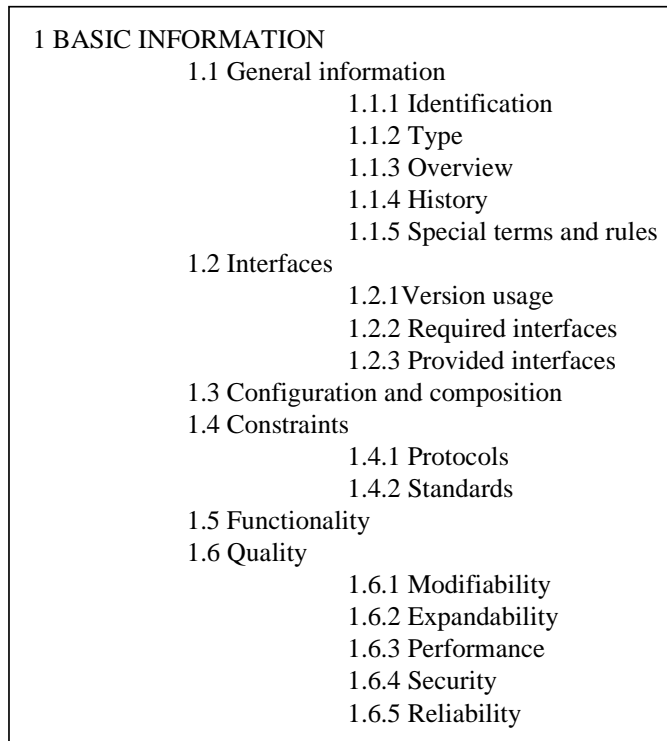 1 BASIC INFORMATION
1.1 General information
1.1.1 Identification
1.1.2 Type
1.1.3 Overview
1.1.4 History
1.1.5 Special terms and rules
1.2 Interfaces
1.2.1Version usage
1.2.2 Required interfaces
1.2.3 Provided interfaces
1.3 Configuration and composition
1.4 Constraints
1.4.1 Protocols
1.4.2 Standards
1.5 Functionality
1.6 Quality
1.6.1 Modifiability
1.6.2 Expandability
1.6.3 Performance
1.6.4 Security
1.6.5 Reliability